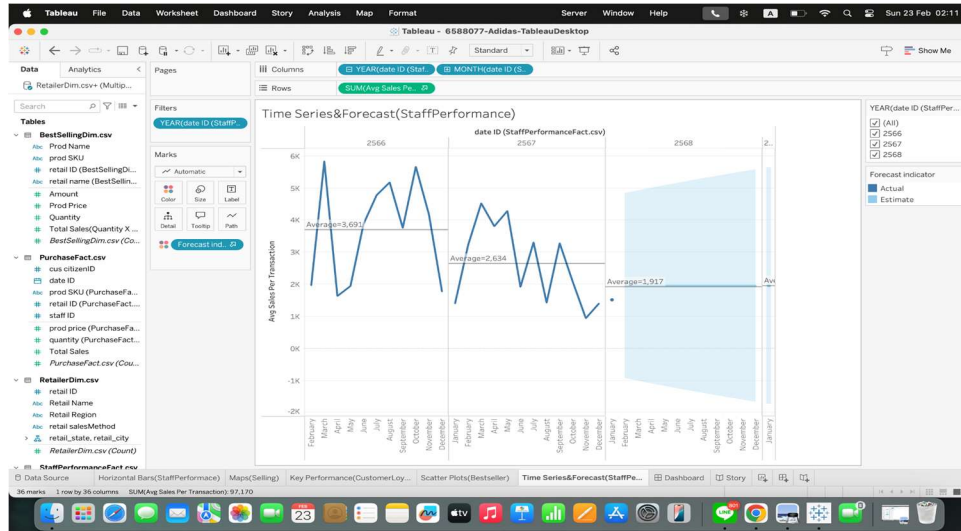 Tableau File Data Worksheet Dashboard Story Analysis Map Format Server Window Help A Sun 23 Feb 02:11
Tableau - 6588077-Adidas-TableauDesktop
Standard
Show Me
Data Analytics
RetailerDim.csv+ (Multip...
Search
Tables
BestSellingDim.csv
Abc Prod Name
Abc prod SKU
# retail ID (BestSellingDi...
Abc retail name (BestSellin...
# Amount
# Prod Price
# Quantity
# Total Sales(Quantity X ...
# BestSellingDim.csv (Co...
PurchaseFact.csv
# cus citizenID
date ID
Abc prod SKU (PurchaseFa...
# retail ID (PurchaseFact....
# staff ID
# prod price (PurchaseFa...
# quantity (PurchaseFact...
# Total Sales
# PurchaseFact.csv (Cou...
RetailerDim.csv
# retail ID
Abc Retail Name
Abc Retail Region
Abc retail salesMethod
retail_state, retail_city
# RetailerDim.csv (Count)
StaffPerformanceFact.csv
Pages
Filters
YEAR(date ID (StaffP...
Marks
Automatic
Color Size Label
Detail Tooltip Path
Forecast ind..
Columns YEAR(date ID (Staf.. MONTH(date ID (S..
Rows SUM(Avg Sales Pe..
Time Series&Forecast(StaffPerformance)
date ID (StaffPerformanceFact.csv)
2566 2567 2568 2..
Avg Sales Per Transaction
6K
5K
4K
3K
2K
1K
0K
-1K
-2K
Average=3,691
Average=2,634
Average=1,917
Ave
February March April May June July August September October November December January February March April May June July August September October November December January February March April May June July August September October November December January
YEAR(date ID (StaffPer...
(All)
2566
2567
2568
Forecast indicator
Actual
Estimate
Data Source Horizontal Bars(StaffPerformace) Maps(Selling) Key Performance(CustomerLoy... Scatter Plots(Bestseller) Time Series&Forecast(StaffPe... Dashboard Story
36 marks 1 row by 36 columns SUM(Avg Sales Per Transaction): 97,170
FEB
23
tv